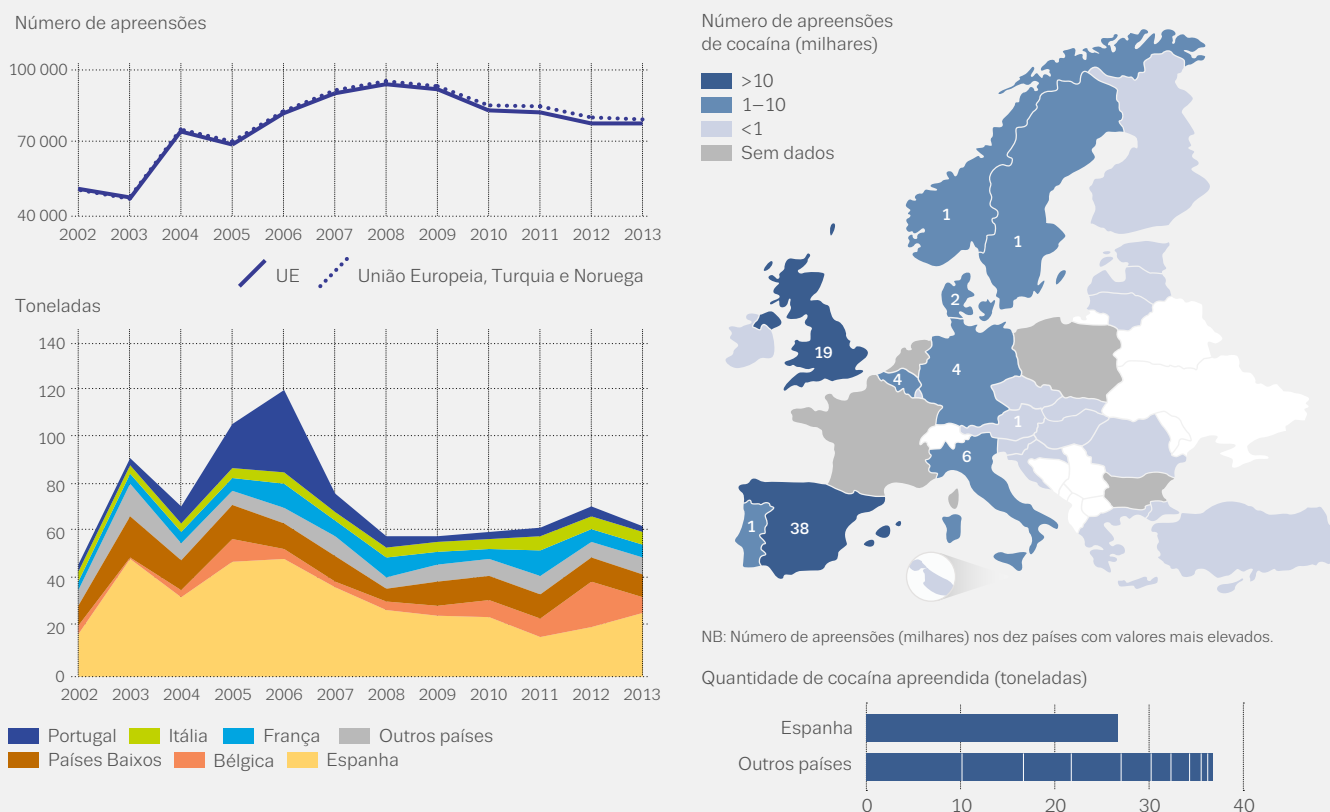 Número de apreensões
100 000
70 000
40 000
2002 2003 2004 2005 2006 2007 2008 2009 2010 2011 2012 2013
UE União Europeia, Turquia e Noruega
Toneladas
140
120
100
80
60
40
20
0
2002 2003 2004 2005 2006 2007 2008 2009 2010 2011 2012 2013
Portugal Itália França Outros países
Países Baixos Bélgica Espanha
Número de apreensões
de cocaína (milhares)
>10
1–10
<1
Sem dados
1
1
2
19
4
4
1
6
1
38
NB: Número de apreensões (milhares) nos dez países com valores mais elevados.
Quantidade de cocaína apreendida (toneladas)
Espanha
Outros países
0 10 20 30 40